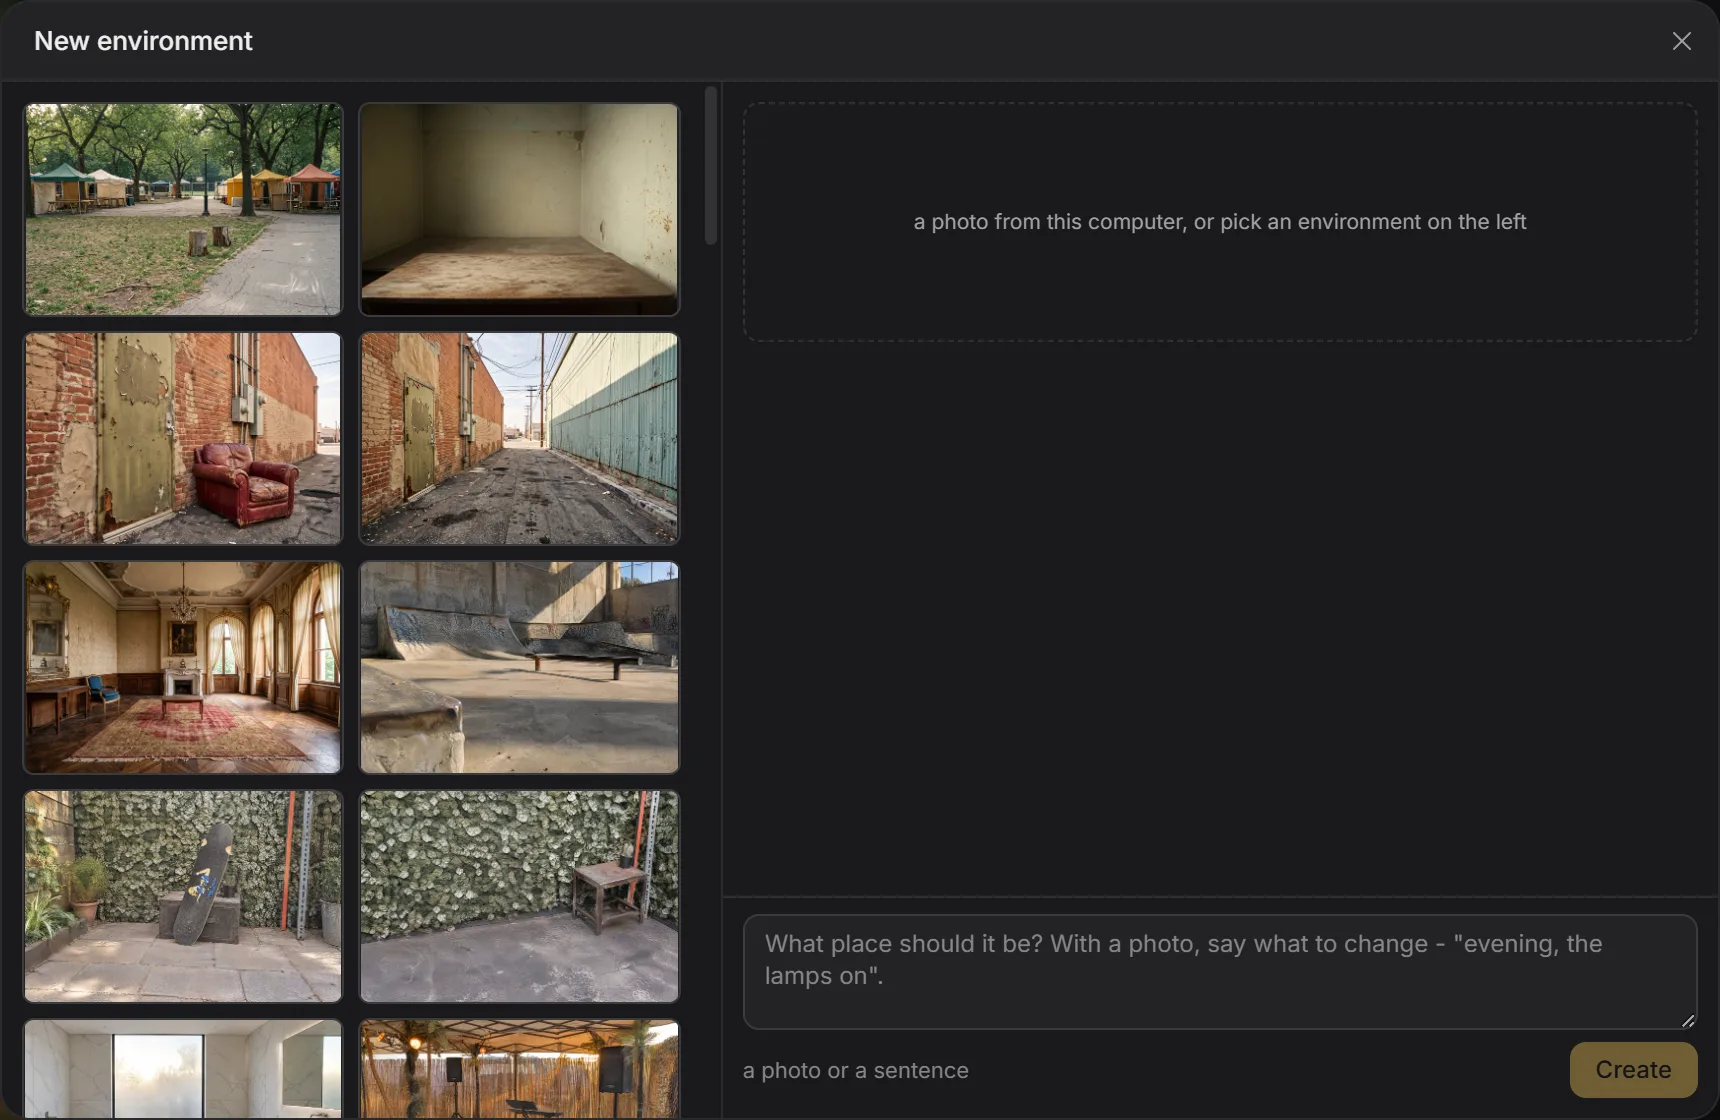 New environment
a photo from this computer, or pick an environment on the left
What place should it be? With a photo, say what to change - "evening, the
lamps on".
a photo or a sentence
Create